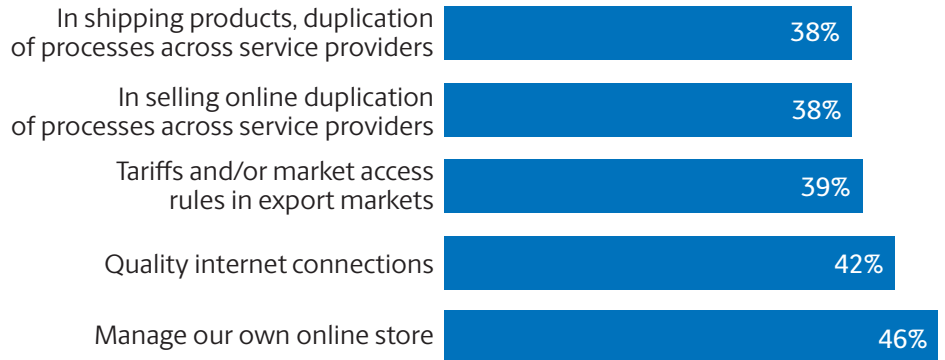 In shipping products, duplication
of processes across service providers
38%
In selling online duplication
of processes across service providers
38%
Tariffs and/or market access
rules in export markets
39%
Quality internet connections
42%
Manage our own online store
46%